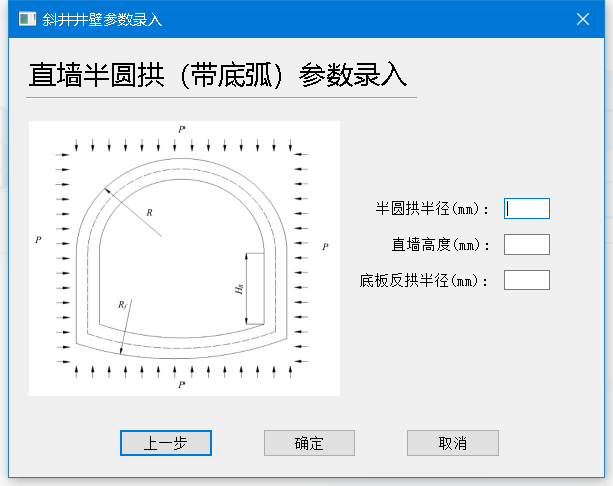 斜井井壁参数录入
直墙半圆拱（带底弧）参数录入
P
R
P
P
H_R
R_f
P
半圆拱半径(mm)：
直墙高度(mm)：
底板反拱半径(mm)：
上一步
确定
取消